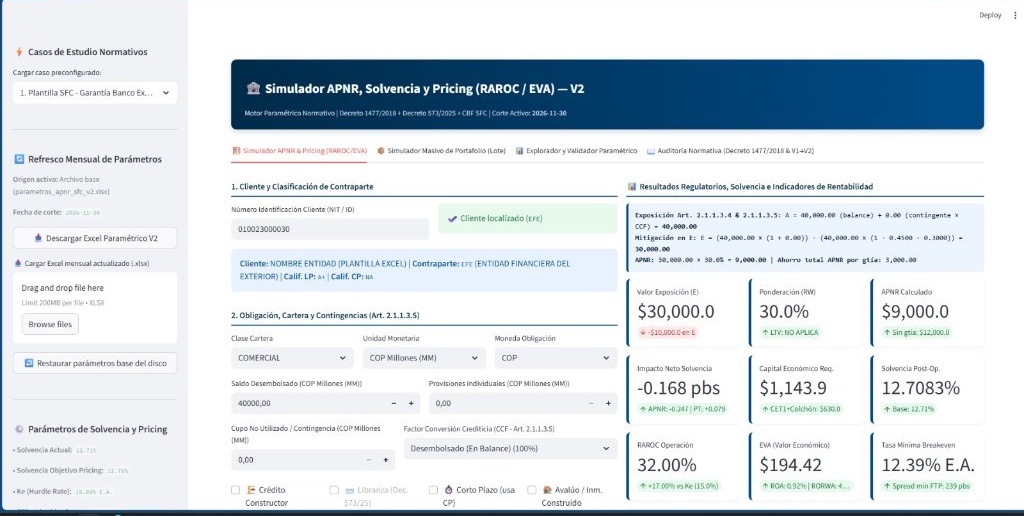 Deploy
Casos de Estudio Normativos
Cargar caso preconfigurado:
1. Plantilla SFC - Garantía Banco Ex...
Refresco Mensual de Parámetros
Origen activo: Archivo base
(parametros_apnr_sfc_v2.xlsx)
Fecha de corte: 2026-11-30
Descargar Excel Paramétrico V2
Cargar Excel mensual actualizado (.xlsx)
Drag and drop file here
Limit 200MB per file • XLSX
Browse files
Restaurar parámetros base del disco
Parámetros de Solvencia y Pricing
• Solvencia Actual: 12.71%
• Solvencia Objetivo Pricing: 12.71%
• Ke (Hurdle Rate): 15.00% E.A.
Simulador APNR, Solvencia y Pricing (RAROC / EVA) — V2
Motor Paramétrico Normativo | Decreto 1477/2018 + Decreto 573/2025 + CBF SFC | Corte Activo: 2026-11-30
Simulador APNR & Pricing (RAROC/EVA)
Simulador Masivo de Portafolio (Lote)
Explorador y Validador Paramétrico
Auditoría Normativa (Decreto 1477/2018 & V1→V2)
1. Cliente y Clasificación de Contraparte
Número Identificación Cliente (NIT / ID)
010023000030
Cliente localizado (EFE)
Cliente: NOMBRE ENTIDAD (PLANTILLA EXCEL) | Contraparte: EFE (ENTIDAD FINANCIERA DEL
EXTERIOR) | Calif. LP: A+ | Calif. CP: NA
2. Obligación, Cartera y Contingencias (Art. 2.1.1.3.5)
Clase Cartera
Unidad Monetaria
Moneda Obligación
COMERCIAL
COP Millones (MM)
COP
Saldo Desembolsado (COP Millones (MM))
Provisiones Individuales (COP Millones (MM))
40000,00 − +
0,00 − +
Cupo No Utilizado / Contingencia (COP Millones
(MM))
Factor Conversión Crediticia (CCF - Art. 2.1.1.3.5)
0,00 − +
Desembolsado (En Balance) (100%)
Crédito
Constructor
Libranza (Dec.
573/25)
Corto Plazo (usa
CP)
Avalúo / Inm.
Construido
Resultados Regulatorios, Solvencia e Indicadores de Rentabilidad
Exposición Art. 2.1.1.3.4 & 2.1.1.3.5: A = 40,000.00 (balance) + 0.00 (contingente ×
CCF) = 40,000.00
Mitigación en E: E = (40,000.00 × (1 + 0.00)) - (40,000.00 × (1 - 0.4500 - 0.3000)) =
30,000.00
APNR: 30,000.00 × 30.0% = 9,000.00 | Ahorro total APNR por gtía: 3,000.00
Valor Exposición (E)
$30,000.0
↓ -$10,000.0 en E
Ponderación (RW)
30.0%
↑ LTV: NO APLICA
APNR Calculado
$9,000.0
↑ Sin gtía: $12,000.0
Impacto Neto Solvencia
-0.168 pbs
↑ APNR: -0.247 | PT: +0.079
Capital Económico Req.
$1,143.9
↑ CET1+Colchón: $630.0
Solvencia Post-Op.
12.7083%
↑ Base: 12.71%
RAROC Operación
32.00%
↑ +17.00% vs Ke (15.0%)
EVA (Valor Económico)
$194.42
↑ ROA: 0.92% | RORWA: 4...
Tasa Mínima Breakeven
12.39% E.A.
↑ Spread mín FTP: 239 pbs